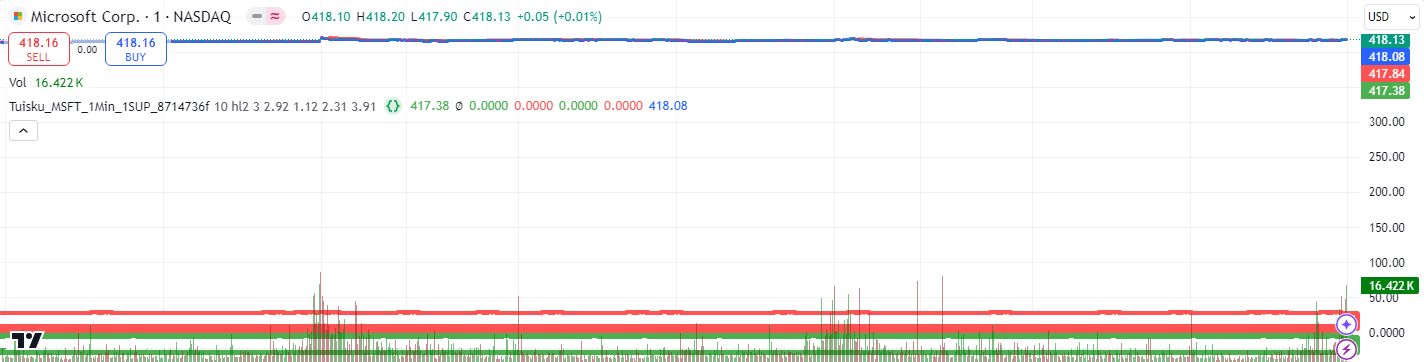 Microsoft Corp. · 1 · NASDAQ O418.10 H418.20 L417.90 C418.13 +0.05 (+0.01%)
USD
418.16 SELL
0.00
418.16 BUY
Vol 16.422 K
Tuisku_MSFT_1Min_1SUP_8714736f 10 hl2 3 2.92 1.12 2.31 3.91 {} 417.38 Ø 0.0000 0.0000 0.0000 0.0000 418.08
418.13
418.08
417.84
417.38
300.00
250.00
200.00
150.00
100.00
16.422 K
50.00
0.0000